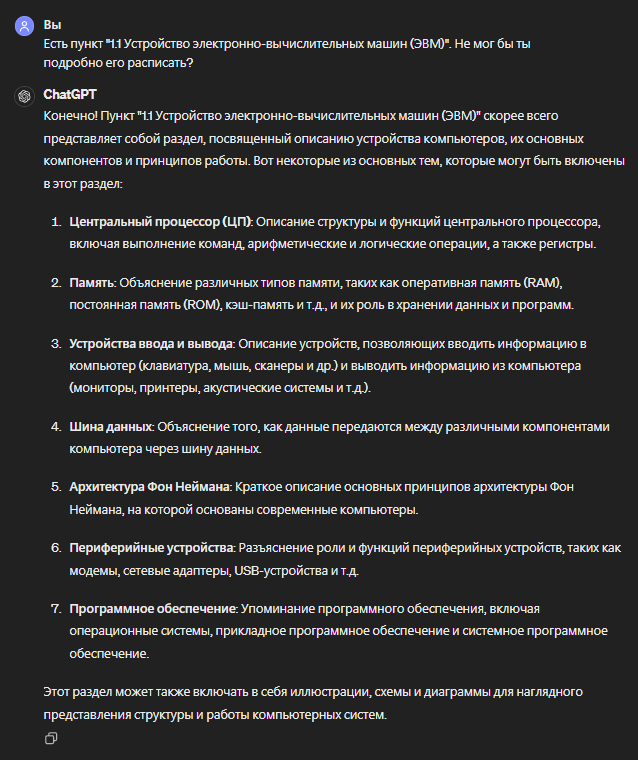 Вы
Есть пункт "1.1 Устройство электронно-вычислительных машин (ЭВМ)". Не мог бы ты
подробно его расписать?
ChatGPT
Конечно! Пункт "1.1 Устройство электронно-вычислительных машин (ЭВМ)" скорее всего
представляет собой раздел, посвященный описанию устройства компьютеров, их основных
компонентов и принципов работы. Вот некоторые из основных тем, которые могут быть включены
в этот раздел:
1. Центральный процессор (ЦП): Описание структуры и функций центрального процессора,
включая выполнение команд, арифметические и логические операции, а также регистры.
2. Память: Объяснение различных типов памяти, таких как оперативная память (RAM),
постоянная память (ROM), кэш-память и т.д., и их роль в хранении данных и программ.
3. Устройства ввода и вывода: Описание устройств, позволяющих вводить информацию в
компьютер (клавиатура, мышь, сканеры и др.) и выводить информацию из компьютера
(мониторы, принтеры, акустические системы и т.д.).
4. Шина данных: Объяснение того, как данные передаются между различными компонентами
компьютера через шину данных.
5. Архитектура Фон Неймана: Краткое описание основных принципов архитектуры Фон
Неймана, на которой основаны современные компьютеры.
6. Периферийные устройства: Разъяснение роли и функций периферийных устройств, таких как
модемы, сетевые адаптеры, USB-устройства и т.д.
7. Программное обеспечение: Упоминание программного обеспечения, включая
операционные системы, прикладное программное обеспечение и системное программное
обеспечение.
Этот раздел может также включать в себя иллюстрации, схемы и диаграммы для наглядного
представления структуры и работы компьютерных систем.